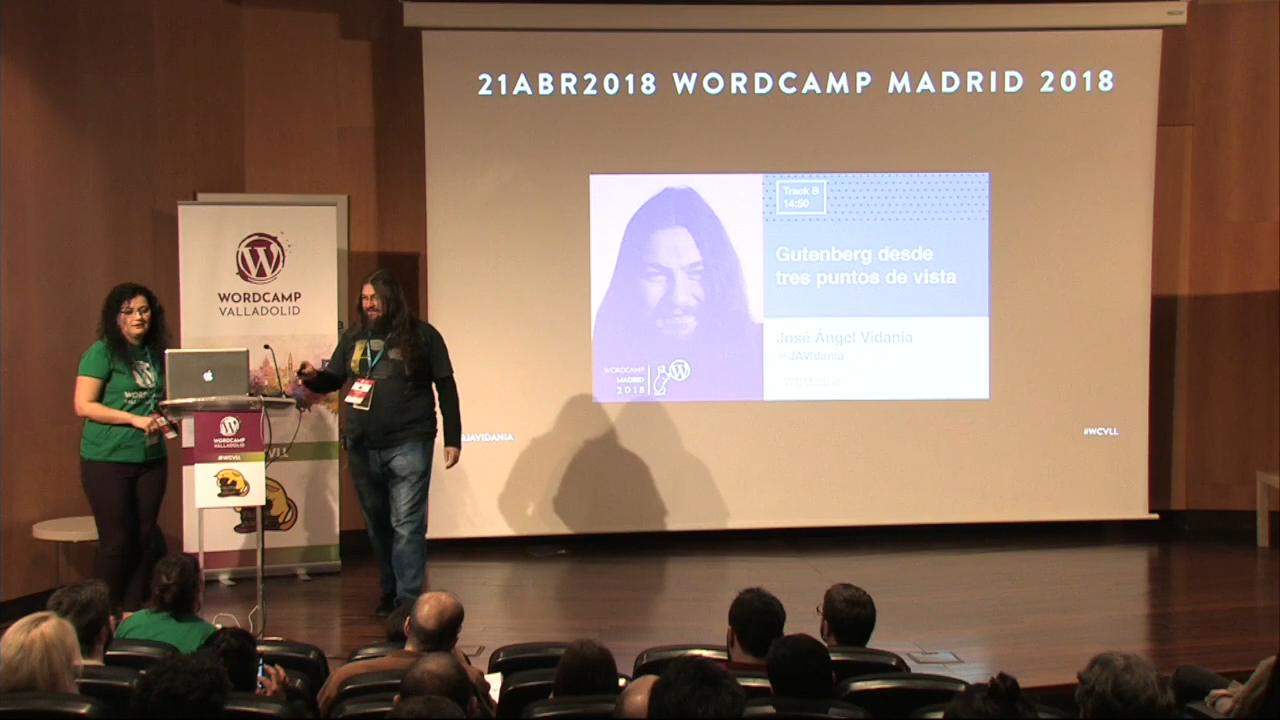 21ABR2018 WORDCAMP MADRID 2018
Track B
14:50
Gutenberg desde
tres puntos de vista
José Ángel Vidania
@JAVidania
WORDCAMP
MADRID
2018
@JAVIDANIA
#WCVLL
WORDCAMP
VALLADOLID
WORDCAMP
VALLADOLID
#WCVLL